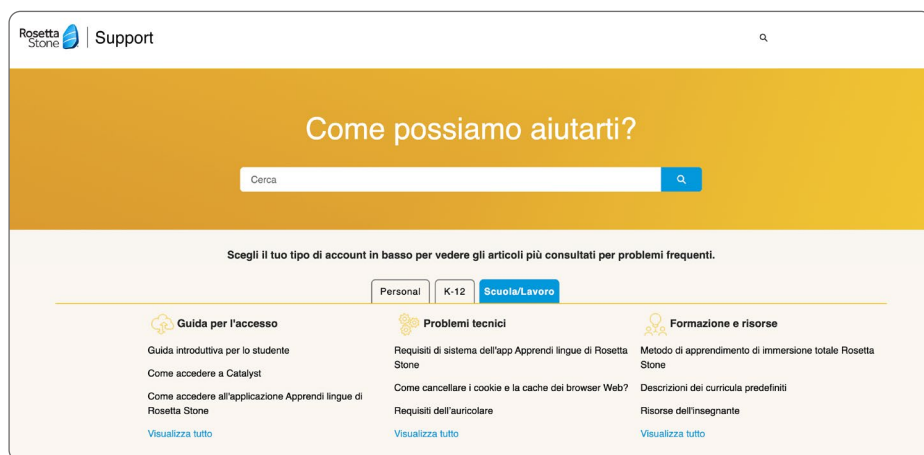 Rosetta
Stone
Support
Come possiamo aiutarti?
Cerca
Scegli il tuo tipo di account in basso per vedere gli articoli più consultati per problemi frequenti.
Personal
K-12
Scuola/Lavoro
Guida per l'accesso
Guida introduttiva per lo studente
Come accedere a Catalyst
Come accedere all'applicazione Apprendi lingue di
Rosetta Stone
Visualizza tutto
Problemi tecnici
Requisiti di sistema dell'app Apprendi lingue di Rosetta
Stone
Come cancellare i cookie e la cache dei browser Web?
Requisiti dell'auricolare
Visualizza tutto
Formazione e risorse
Metodo di apprendimento di immersione totale Rosetta
Stone
Descrizioni dei curricula predefiniti
Risorse dell'insegnante
Visualizza tutto